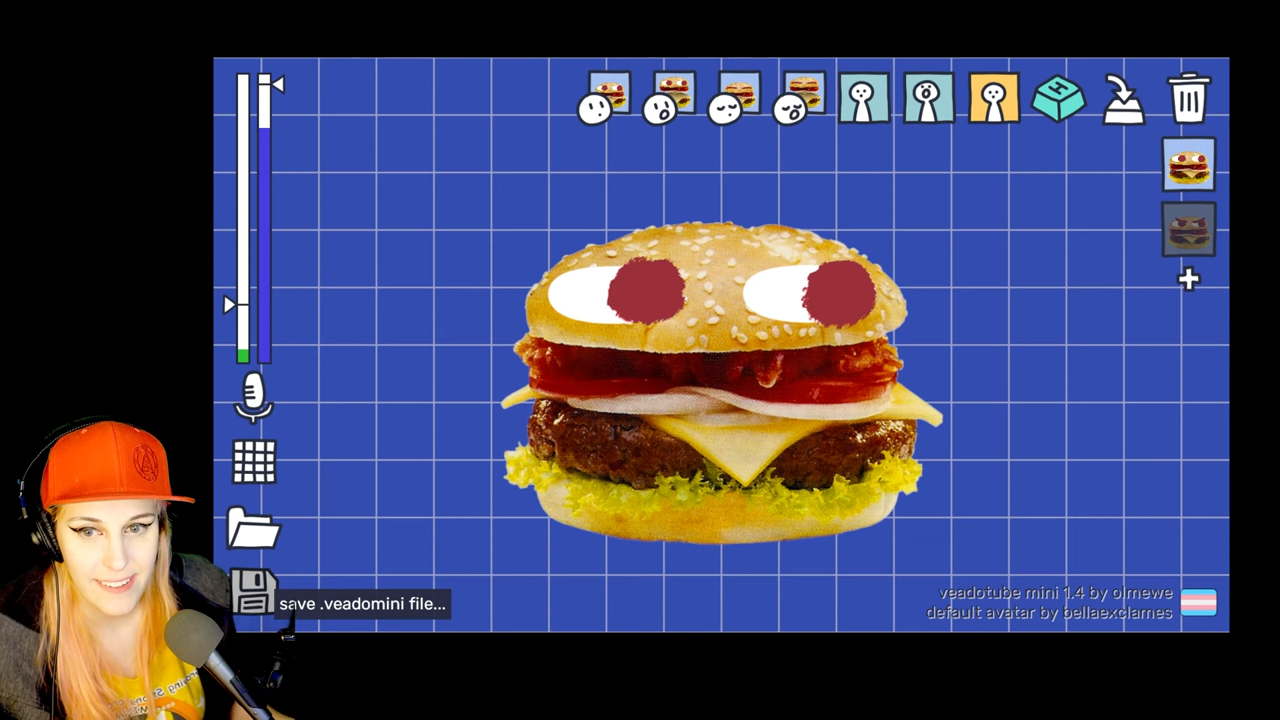 save .veadomini file...
veadotube mini 1.4 by olmewe
default avatar by bellaexclames